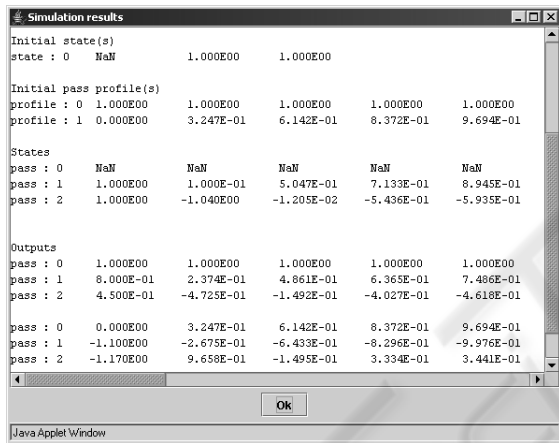 Simulation results
Initial state(s)
state : 0 NaN 1.000E00 1.000E00
Initial pass profile(s)
profile : 0 1.000E00 1.000E00 1.000E00 1.000E00 1.000E00
profile : 1 0.000E00 3.247E-01 6.142E-01 8.372E-01 9.694E-01
States
pass : 0 NaN NaN NaN NaN NaN
pass : 1 1.000E00 1.000E-01 5.047E-01 7.133E-01 8.945E-01
pass : 2 1.000E00 -1.040E00 -1.205E-02 -5.436E-01 -5.935E-01
Outputs
pass : 0 1.000E00 1.000E00 1.000E00 1.000E00 1.000E00
pass : 1 8.000E-01 2.374E-01 4.861E-01 6.365E-01 7.486E-01
pass : 2 4.500E-01 -4.725E-01 -1.492E-01 -4.027E-01 -4.618E-01
pass : 0 0.000E00 3.247E-01 6.142E-01 8.372E-01 9.694E-01
pass : 1 -1.100E00 -2.675E-01 -6.433E-01 -8.296E-01 -9.976E-01
pass : 2 -1.170E00 9.658E-01 -1.495E-01 3.334E-01 3.441E-01
Ok
Java Applet Window